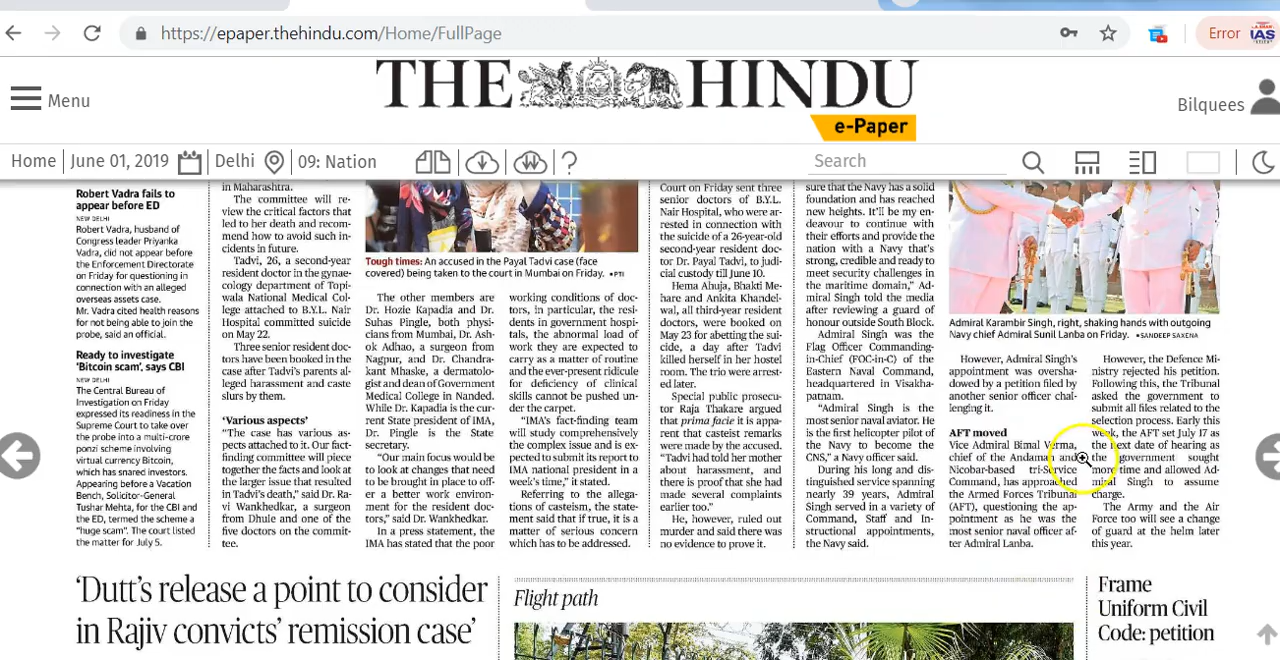 https://epaper.thehindu.com/Home/FullPage
Error
IAS
Menu
THE HINDU
e-Paper
Bilquees
Home
June 01, 2019
Delhi
09: Nation
?
Search
Robert Vadra fails to
appear before ED
NEW DELHI
Robert Vadra, husband of
Congress leader Priyanka
Vadra, did not appear before
the Enforcement Directorate
on Friday for questioning in
connection with an alleged
overseas assets case.
Mr. Vadra cited health reasons
for not being able to join the
probe, said an official.
Ready to investigate
'Bitcoin scam', says CBI
NEW DELHI
The Central Bureau of
Investigation on Friday
expressed its readiness in the
Supreme Court to take over
the probe into a multi-crore
ponzi scheme involving
virtual currency Bitcoin,
which has snared investors.
Appearing before a Vacation
Bench, Solicitor-General
Tushar Mehta, for the CBI and
the ED, termed the scheme a
"huge scam". The court listed
the matter for July 5.
in Maharashtra.
The committee will re-
view the critical factors that
led to her death and recom-
mend how to avoid such in-
cidents in future.
Tadvi, 26, a second-year
resident doctor in the gynae-
cology department of Topi-
wala National Medical Col-
lege attached to B.Y.L. Nair
Hospital committed suicide
on May 22.
Three senior resident doc-
tors have been booked in the
case after Tadvi's parents al-
leged harassment and caste
slurs by them.
'Various aspects'
"The case has various as-
pects attached to it. Our fact-
finding committee will piece
together the facts and look at
the larger issue that resulted
in Tadvi's death," said Dr. Ra-
vi Wankhedkar, a surgeon
from Dhule and one of the
five doctors on the commit-
tee.
Tough times: An accused in the Payal Tadvi case (face
covered) being taken to the court in Mumbai on Friday. •PTI
The other members are
Dr. Hozie Kapadia and Dr.
Suhas Pingle, both physi-
cians from Mumbai, Dr. Ash-
ok Adhao, a surgeon from
Nagpur, and Dr. Chandra-
kant Mhaske, a dermatolo-
gist and dean of Government
Medical College in Nanded.
While Dr. Kapadia is the cur-
rent State president of IMA,
Dr. Pingle is the State
secretary.
"Our main focus would be
to look at changes that need
to be brought in place to off-
er a better work environ-
ment for the resident doc-
tors," said Dr. Wankhedkar.
In a press statement, the
IMA has stated that the poor
working conditions of doc-
tors, in particular, the resi-
dents in government hospi-
tals, the abnormal load of
work they are expected to
carry as a matter of routine
and the ever-present ridicule
for deficiency of clinical
skills cannot be pushed un-
der the carpet.
"IMA's fact-finding team
will study comprehensively
the complex issue and is ex-
pected to submit its report to
IMA national president in a
week's time," it stated.
Referring to the allega-
tions of casteism, the state-
ment said that if true, it is a
matter of serious concern
which has to be addressed.
Court on Friday sent three
senior doctors of B.Y.L.
Nair Hospital, who were ar-
rested in connection with
the suicide of a 26-year-old
second-year resident doc-
tor Dr. Payal Tadvi, to judi-
cial custody till June 10.
Hema Ahuja, Bhakti Me-
hare and Ankita Khandel-
wal, all third-year resident
doctors, were booked on
May 23 for abetting the sui-
cide, a day after Tadvi
killed herself in her hostel
room. The trio were arrest-
ed later.
Special public prosecu-
tor Raja Thakare argued
that prima facie it is appa-
rent that casteist remarks
were made by the accused.
"Tadvi had told her mother
about harassment, and
there is proof that she had
made several complaints
earlier too."
He, however, ruled out
murder and said there was
no evidence to prove it.
sure that the Navy has a solid
foundation and has reached
new heights. It'll be my en-
deavour to continue with
their efforts and provide the
nation with a Navy that's
strong, credible and ready to
meet security challenges in
the maritime domain," Ad-
miral Singh told the media
after reviewing a guard of
honour outside South Block.
Admiral Singh was the
Flag Officer Commanding-
in-Chief (FOC-in-C) of the
Eastern Naval Command,
headquartered in Visakha-
patnam.
"Admiral Singh is the
most senior naval aviator. He
is the first helicopter pilot of
the Navy to become the
CNS," a Navy officer said.
During his long and dis-
tinguished service spanning
nearly 39 years, Admiral
Singh served in a variety of
Command, Staff and In-
structional appointments,
the Navy said.
Admiral Karambir Singh, right, shaking hands with outgoing
Navy chief Admiral Sunil Lanba on Friday. •SANDEEP SAXENA
However, Admiral Singh's
appointment was oversha-
dowed by a petition filed by
another senior officer chal-
lenging it.
AFT moved
Vice Admiral Bimal Verma,
chief of the Andaman and
Nicobar-based tri-Service
Command, has approached
the Armed Forces Tribunal
(AFT), questioning the ap-
pointment as he was the
most senior naval officer af-
ter Admiral Lanba.
However, the Defence Mi-
nistry rejected his petition.
Following this, the Tribunal
asked the government to
submit all files related to the
selection process. Early this
week, the AFT set July 17 as
the next date of hearing as
the government sought
more time and allowed Ad-
miral Singh to assume
charge.
The Army and the Air
Force too will see a change
of guard at the helm later
this year.
'Dutt's release a point to consider
in Rajiv convicts' remission case'
Flight path
Frame
Uniform Civil
Code: petition